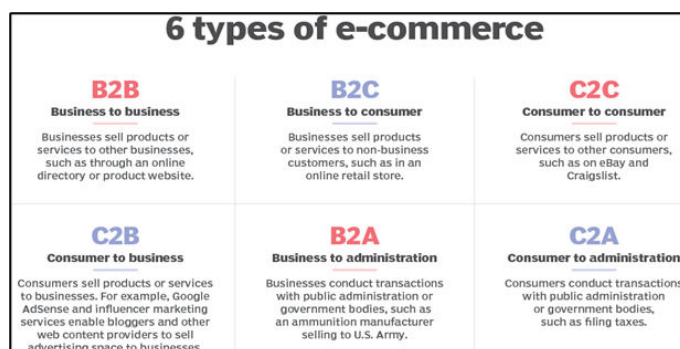 6 types of e-commerce
B2B
Business to business
Businesses sell products or
services to other businesses,
such as through an online
directory or product website.
B2C
Business to consumer
Businesses sell products
or services to non-business
customers, such as in an
online retail store.
C2C
Consumer to consumer
Consumers sell products or
services to other consumers,
such as on eBay and
Craigslist.
C2B
Consumer to business
Consumers sell products or services
to businesses. For example, Google
AdSense and influencer marketing
services enable bloggers and other
web content providers to sell
advertising space to businesses.
B2A
Business to administration
Businesses conduct transactions
with public administration or
government bodies, such as
an ammunition manufacturer
selling to U.S. Army.
C2A
Consumer to administration
Consumers conduct transactions
with public administration
or government bodies,
such as filing taxes.